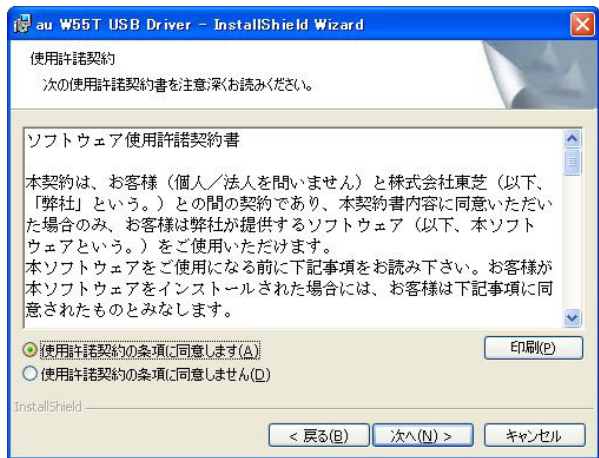 au W55T USB Driver - InstallShield Wizard
使用許諾契約
次の使用許諾契約書を注意深くお読みください。
ソフトウェア使用許諾契約書
本契約は、お客様（個人／法人を問いません）と株式会社東芝（以下、
「弊社」という。）との間の契約であり、本契約書内容に同意いただい
た場合のみ、お客様は弊社が提供するソフトウェア（以下、本ソフト
ウェアという。）をご使用いただけます。
本ソフトウェアをご使用になる前に下記事項をお読み下さい。お客様が
本ソフトウェアをインストールされた場合には、お客様は下記事項に同
意されたものとみなします。
使用許諾契約の条項に同意します(A)
印刷(P)
使用許諾契約の条項に同意しません(D)
InstallShield
< 戻る(B)
次へ(N) >
キャンセル